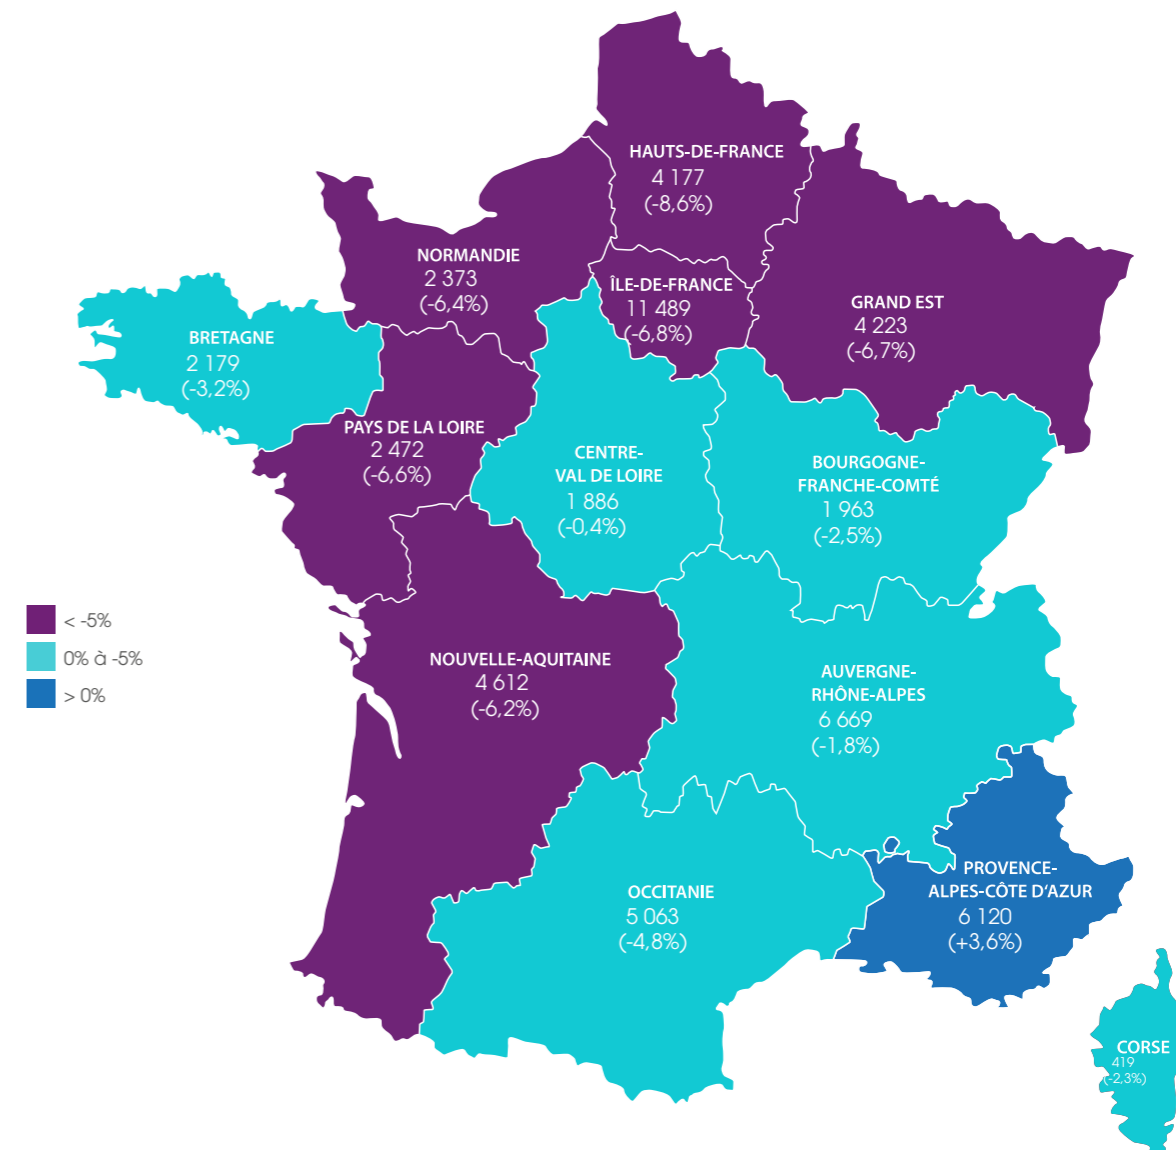 HAUTS-DE-FRANCE
4 177
(-8,6%)
NORMANDIE
2 373
(-6,4%)
ÎLE-DE-FRANCE
11 489
(-6,8%)
GRAND EST
4 223
(-6,7%)
BRETAGNE
2 179
(-3,2%)
PAYS DE LA LOIRE
2 472
(-6,6%)
CENTRE-
VAL DE LOIRE
1 886
(-0,4%)
BOURGOGNE-
FRANCHE-COMTÉ
1 963
(-2,5%)
< -5%
0% à -5%
> 0%
NOUVELLE-AQUITAINE
4 612
(-6,2%)
AUVERGNE-
RHÔNE-ALPES
6 669
(-1,8%)
OCCITANIE
5 063
(-4,8%)
PROVENCE-
ALPES-CÔTE D'AZUR
6 120
(+3,6%)
CORSE
419
(-2,3%)